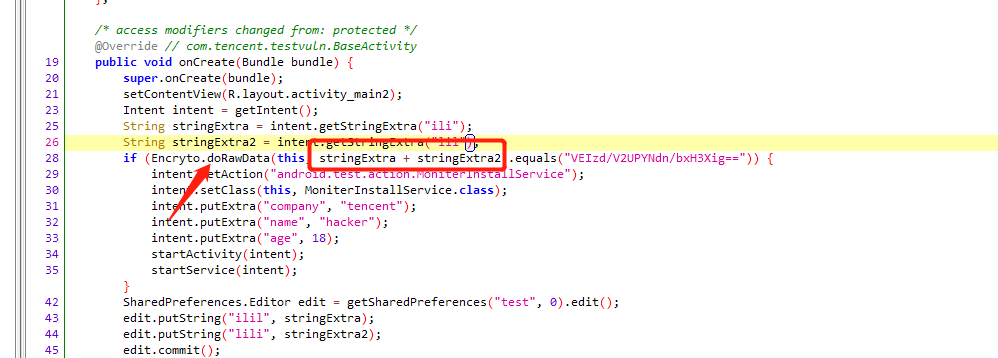 };
/* access modifiers changed from: protected */
@Override // com.tencent.testvuln.BaseActivity
19 public void onCreate(Bundle bundle) {
20 super.onCreate(bundle);
21 setContentView(R.layout.activity_main2);
23 Intent intent = getIntent();
25 String stringExtra = intent.getStringExtra("ili");
26 String stringExtra2 = intent.getStringExtra("lil");
28 if (Encryto.doRawData(this, stringExtra + stringExtra2).equals("VEIzd/V2UPYNdn/bxH3Xig==")) {
29 intent.setAction("android.test.action.MoniterInstallService");
30 intent.setClass(this, MoniterInstallService.class);
31 intent.putExtra("company", "tencent");
32 intent.putExtra("name", "hacker");
33 intent.putExtra("age", 18);
34 startActivity(intent);
35 startService(intent);
}
42 SharedPreferences.Editor edit = getSharedPreferences("test", 0).edit();
43 edit.putString("ilil", stringExtra);
44 edit.putString("lili", stringExtra2);
45 edit.commit();